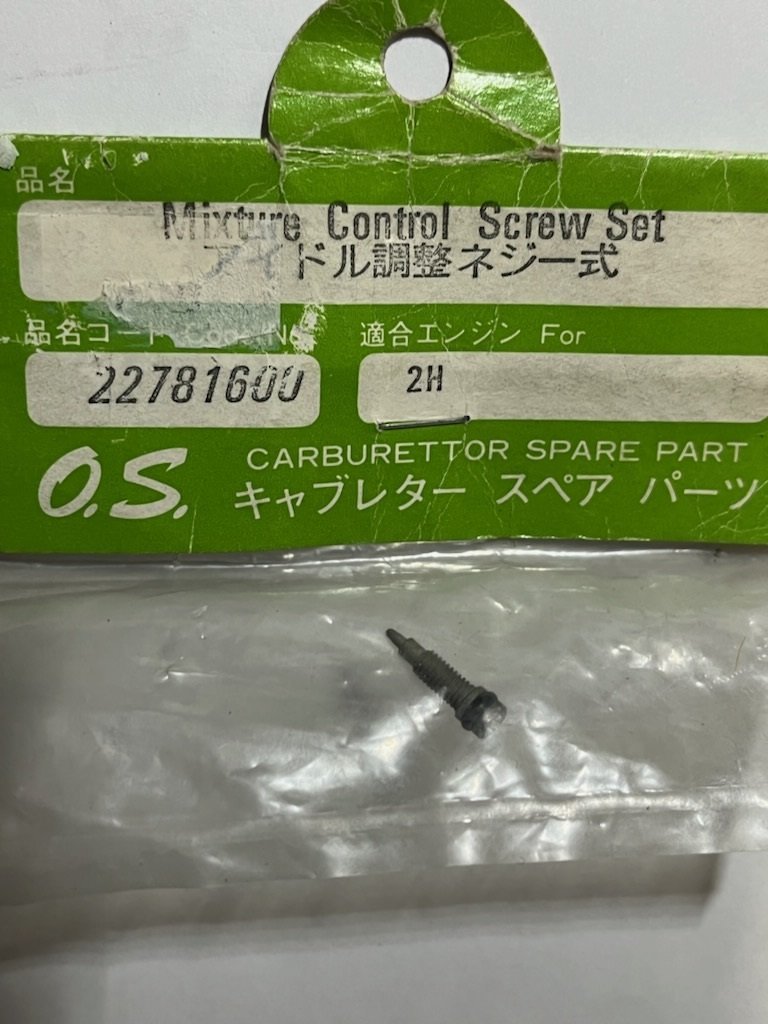 品名
Mixture Control Screw Set
アイドル調整ネジ一式
品名コード Code No.
適合エンジン For
22781600
2H
O.S.
CARBURETTOR SPARE PART
キャブレター スペア パーツ